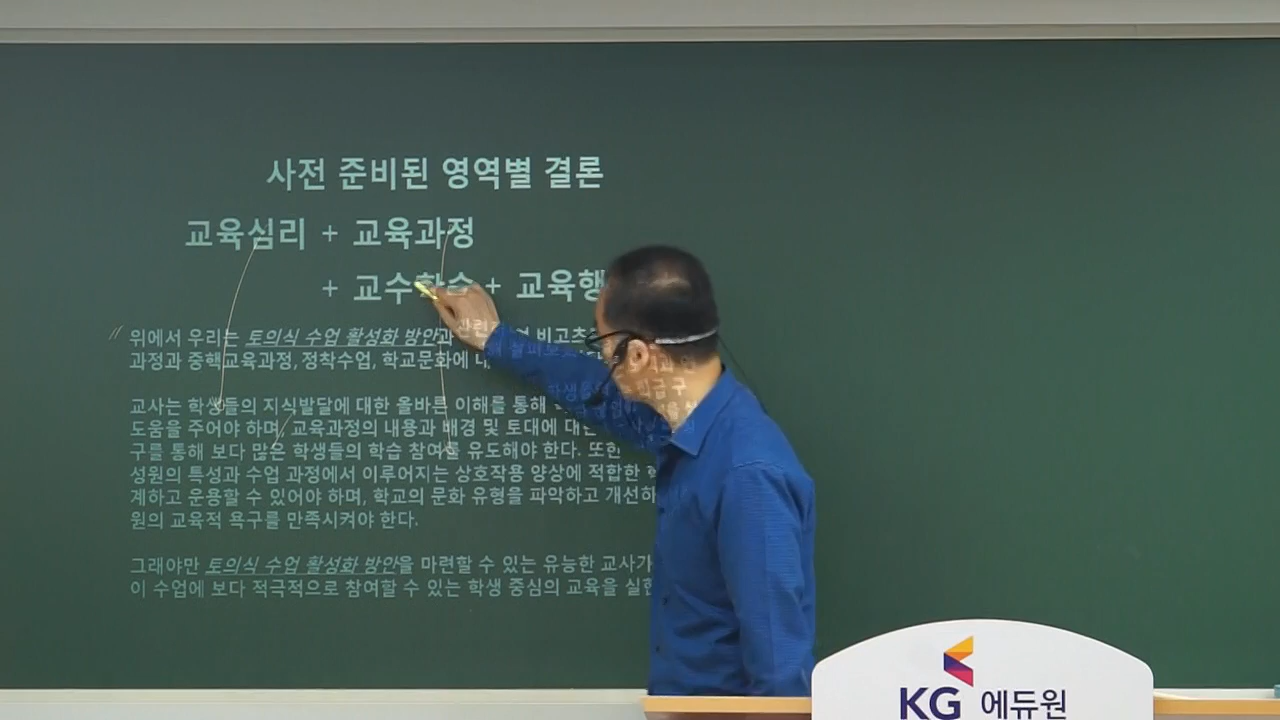 사전 준비된 영역별 결론
교육심리 + 교육과정
+ 교수학습 + 교육행
위에서 우리는 토의식 수업 활성화 방안과 관련 비고츠
과정과 중핵교육과정, 정착수업, 학교문화에 대
교사는 학생들의 지식발달에 대한 올바른 이해를 통해
도움을 주어야 하며, 교육과정의 내용과 배경 및 토대에 대한
구를 통해 보다 많은 학생들의 학습 참여를 유도해야 한다. 또한
성원의 특성과 수업 과정에서 이루어지는 상호작용 양상에 적합한
계하고 운용할 수 있어야 하며, 학교의 문화 유형을 파악하고 개선하
원의 교육적 욕구를 만족시켜야 한다.
그래야만 토의식 수업 활성화 방안을 마련할 수 있는 유능한 교사가
이 수업에 보다 적극적으로 참여할 수 있는 학생 중심의 교육을 실현
KG 에듀원